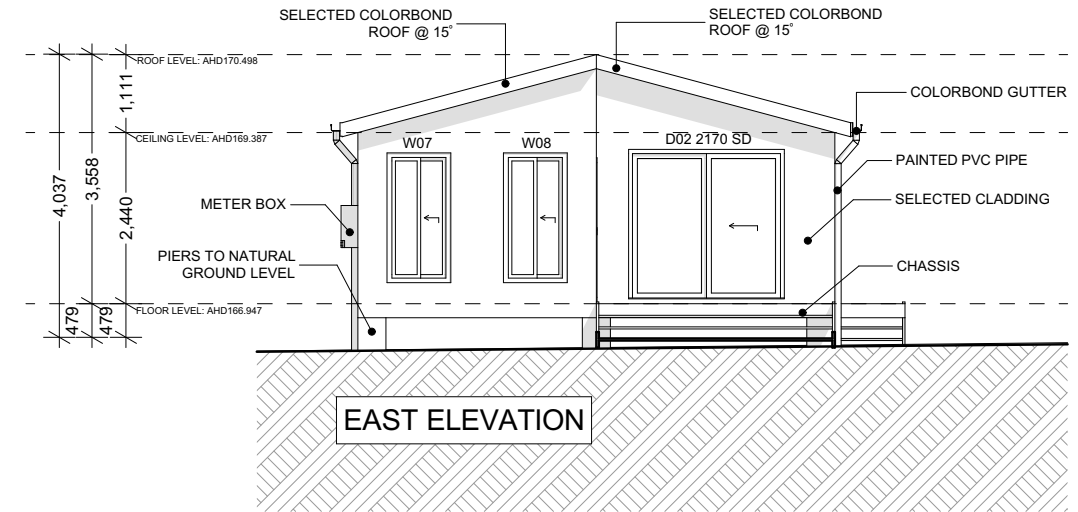 SELECTED COLORBOND
ROOF @ 15°
SELECTED COLORBOND
ROOF @ 15°
ROOF LEVEL: AHD170.498
1,111
COLORBOND GUTTER
CEILING LEVEL: AHD169.387
W07
W08
D02 2170 SD
PAINTED PVC PIPE
4,037
3,558
2,440
SELECTED CLADDING
METER BOX
PIERS TO NATURAL
GROUND LEVEL
CHASSIS
FLOOR LEVEL: AHD166.947
479
479
EAST ELEVATION